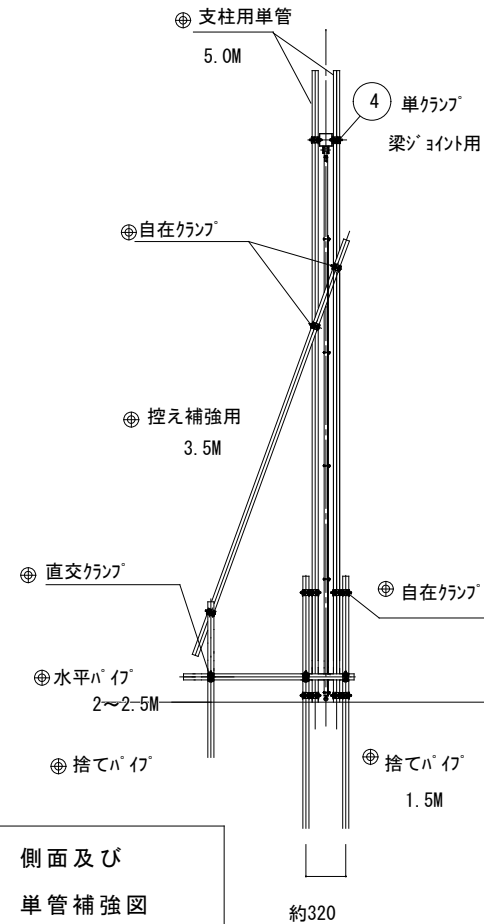 支柱用単管
5.0M
4
単クランプ
梁ジョイント用
自在クランプ
控え補強用
3.5M
直交クランプ
自在クランプ
水平パイプ
2～2.5M
捨てパイプ
捨てパイプ
1.5M
側面及び
単管補強図
約320